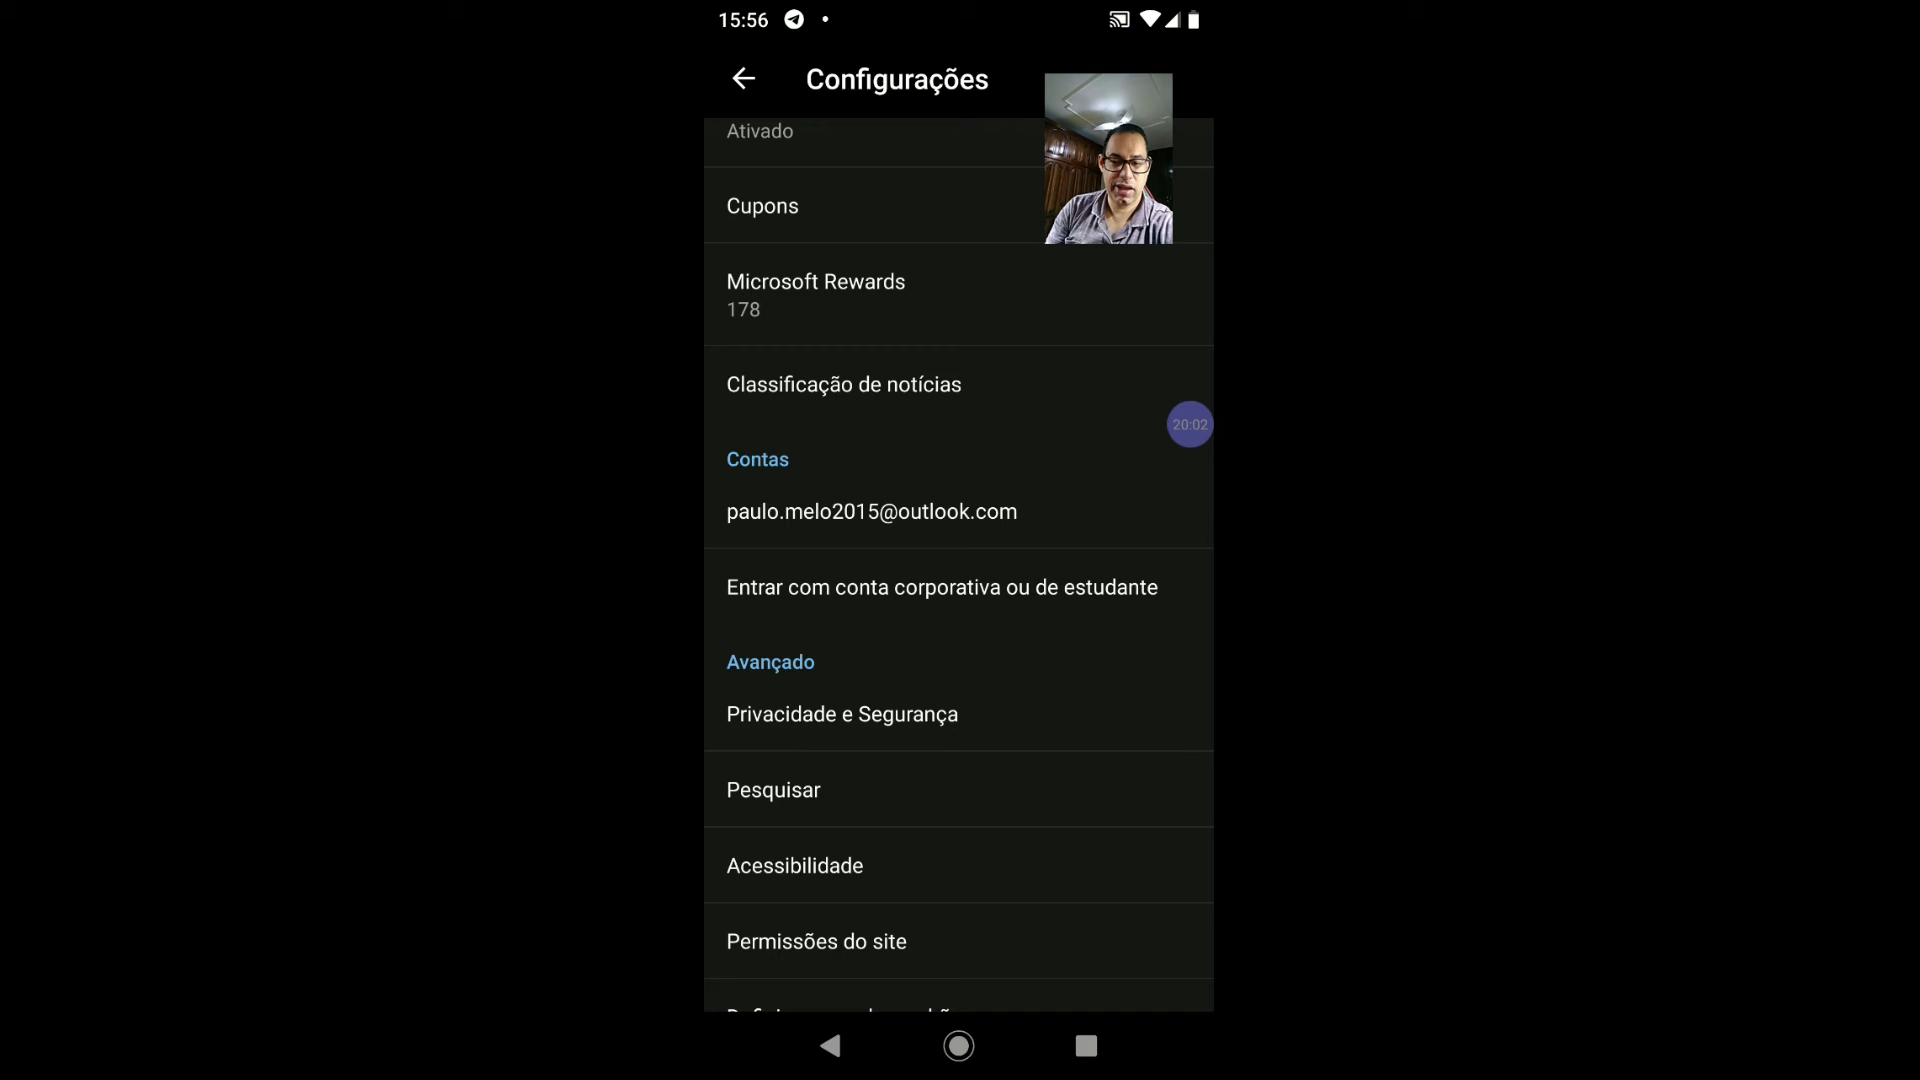 15:56
Configurações
Ativado
Cupons
Microsoft Rewards
178
Classificação de notícias
20:02
Contas
paulo.melo2015@outlook.com
Entrar com conta corporativa ou de estudante
Avançado
Privacidade e Segurança
Pesquisar
Acessibilidade
Permissões do site